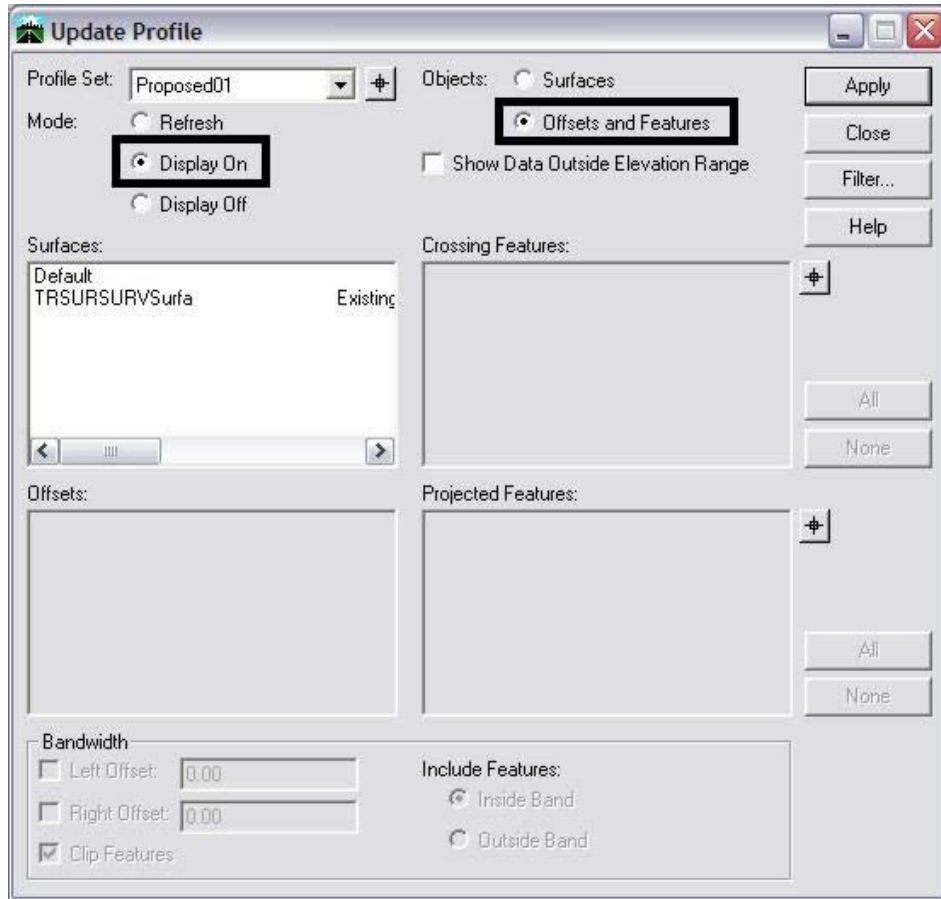 Update Profile
Profile Set: Proposed01
Objects: Surfaces
Apply
Mode: Refresh
Offsets and Features
Close
Display On
Show Data Outside Elevation Range
Filter...
Display Off
Help
Surfaces:
Crossing Features:
Default
TRSURSURVSurfa Existing
All
None
Offsets:
Projected Features:
All
None
Bandwidth
Left Offset: 0.00
Include Features:
Inside Band
Right Offset: 0.00
Outside Band
Clip Features